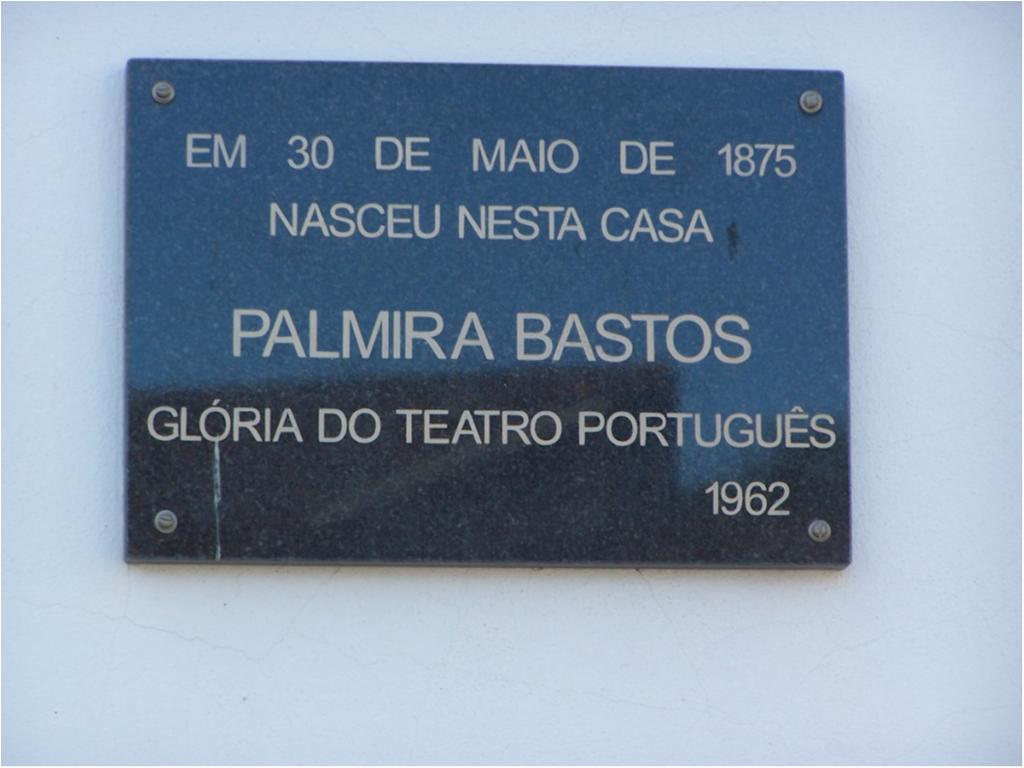 EM 30 DE MAIO DE 1875
NASCEU NESTA CASA
PALMIRA BASTOS
GLÓRIA DO TEATRO PORTUGUÊS
1962